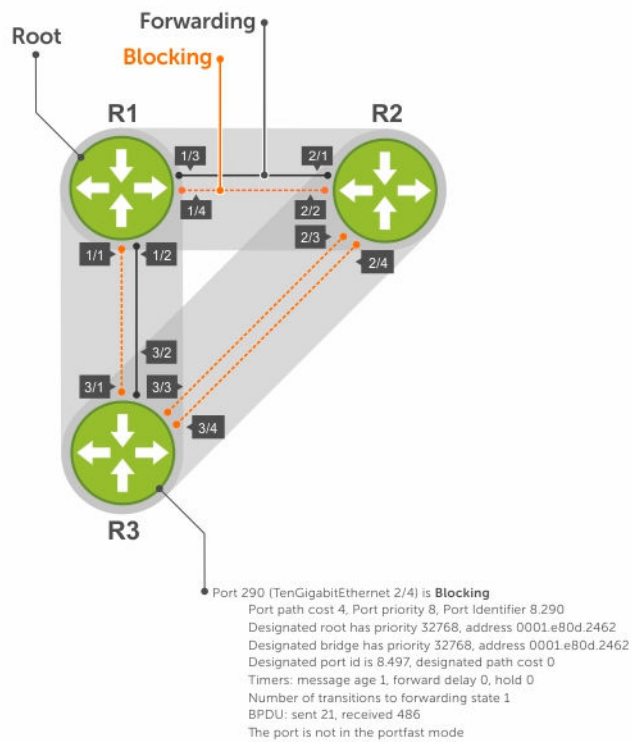 Forwarding
Root
Blocking
R1
R2
1/3
2/1
1/4
2/2
2/3
1/1
1/2
2/4
3/2
3/1
3/3
3/4
R3
Port 290 (TenGigabitEthernet 2/4) is Blocking
Port path cost 4, Port priority 8, Port Identifier 8.290
Designated root has priority 32768, address 0001.e80d.2462
Designated bridge has priority 32768, address 0001.e80d.2462
Designated port id is 8.497, designated path cost 0
Timers: message age 1, forward delay 0, hold 0
Number of transitions to forwarding state 1
BPDU: sent 21, received 486
The port is not in the portfast mode